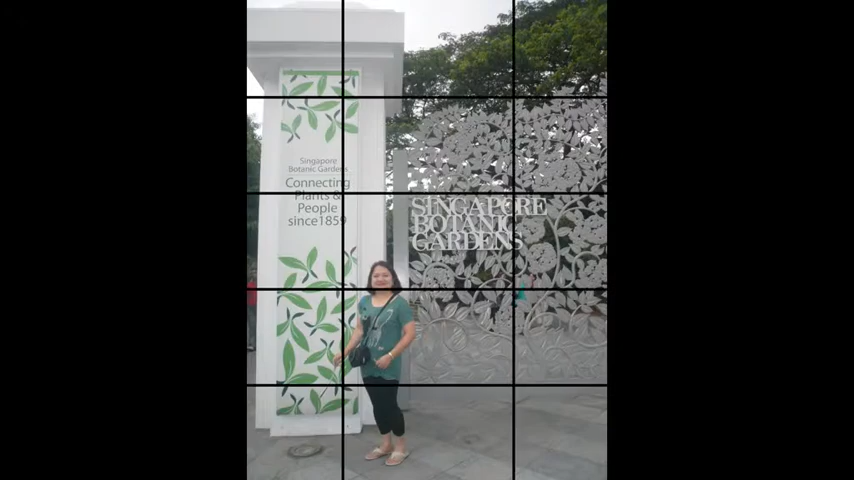 Singapore
Botanic Gardens
Connecting
Plants &
People
since1859
SINGAPORE
BOTANIC
GARDENS